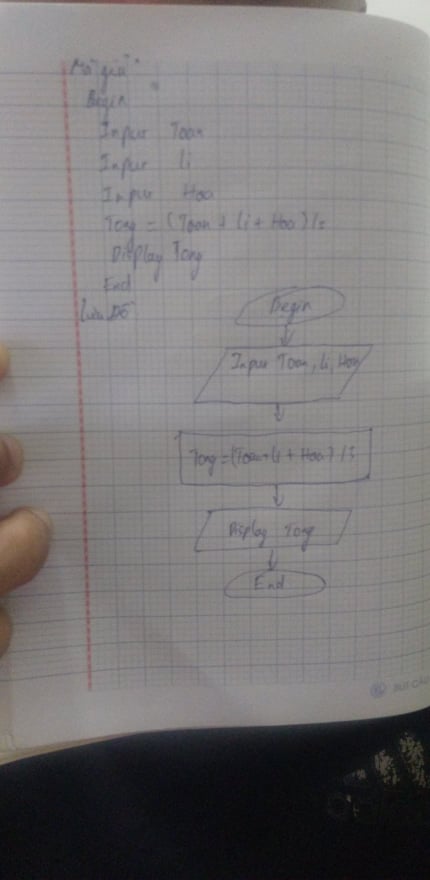 Mã giả
Begin
Input Toan
Input Li
Input Hoa
Tong = (Toan + Li + Hoa) / 3
Display Tong
End
Lưu Đồ
Begin
Input Toan, Li, Hoa
Tong = (Toan + Li + Hoa) / 3
Display Tong
End